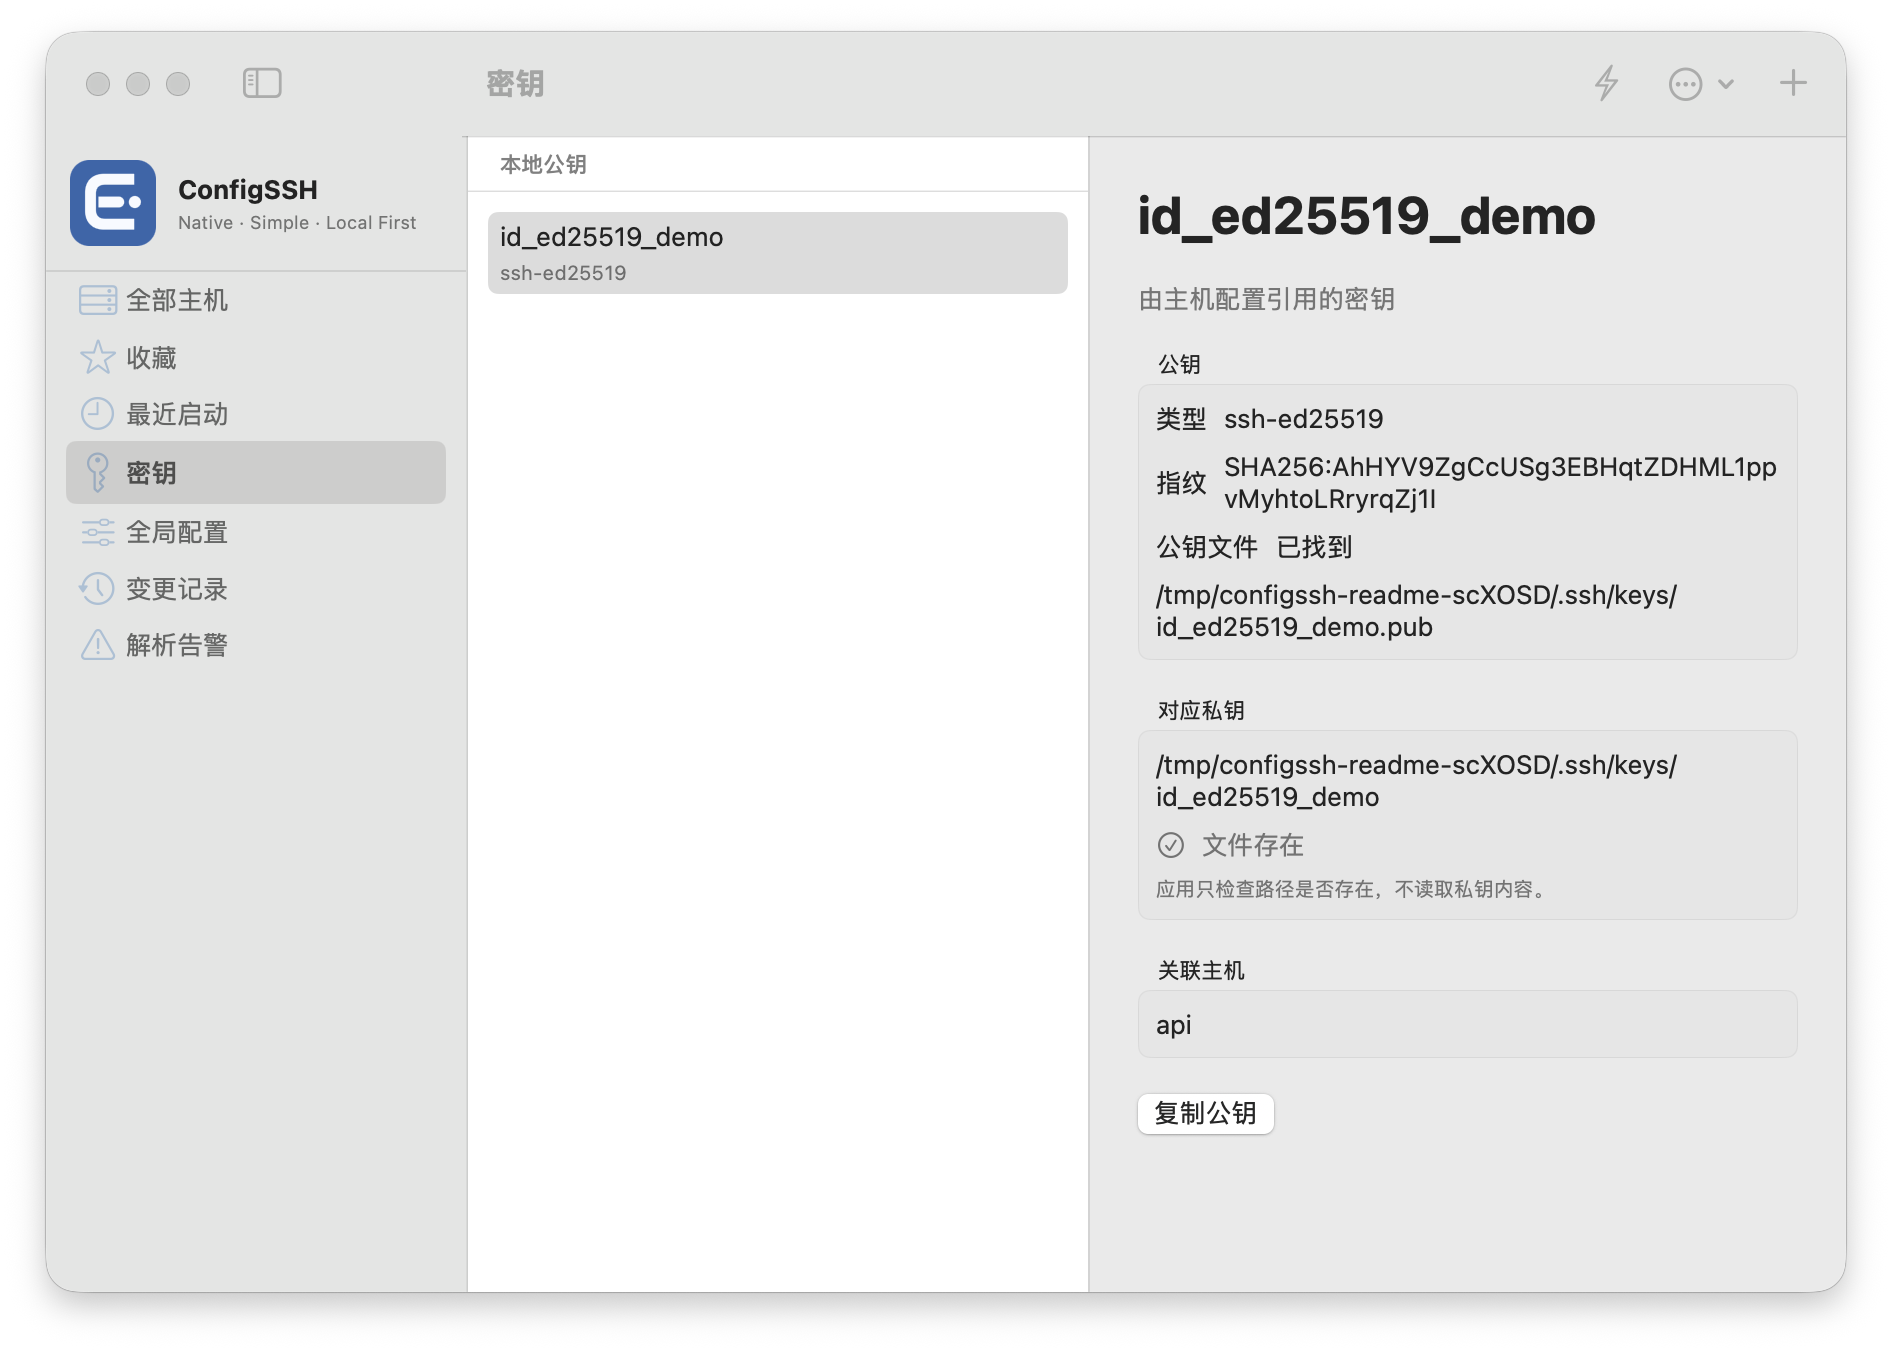 密钥
ConfigSSH
Native · Simple · Local First
全部主机
收藏
最近启动
密钥
全局配置
变更记录
解析告警
本地公钥
id_ed25519_demo
ssh-ed25519
id_ed25519_demo
由主机配置引用的密钥
公钥
类型 ssh-ed25519
指纹 SHA256:AhHYV9ZgCcUSg3EBHqtZDHML1pp
vMyhtoLRryrqZj1I
公钥文件 已找到
/tmp/configssh-readme-scXOSD/.ssh/keys/
id_ed25519_demo.pub
对应私钥
/tmp/configssh-readme-scXOSD/.ssh/keys/
id_ed25519_demo
文件存在
应用只检查路径是否存在，不读取私钥内容。
关联主机
api
复制公钥